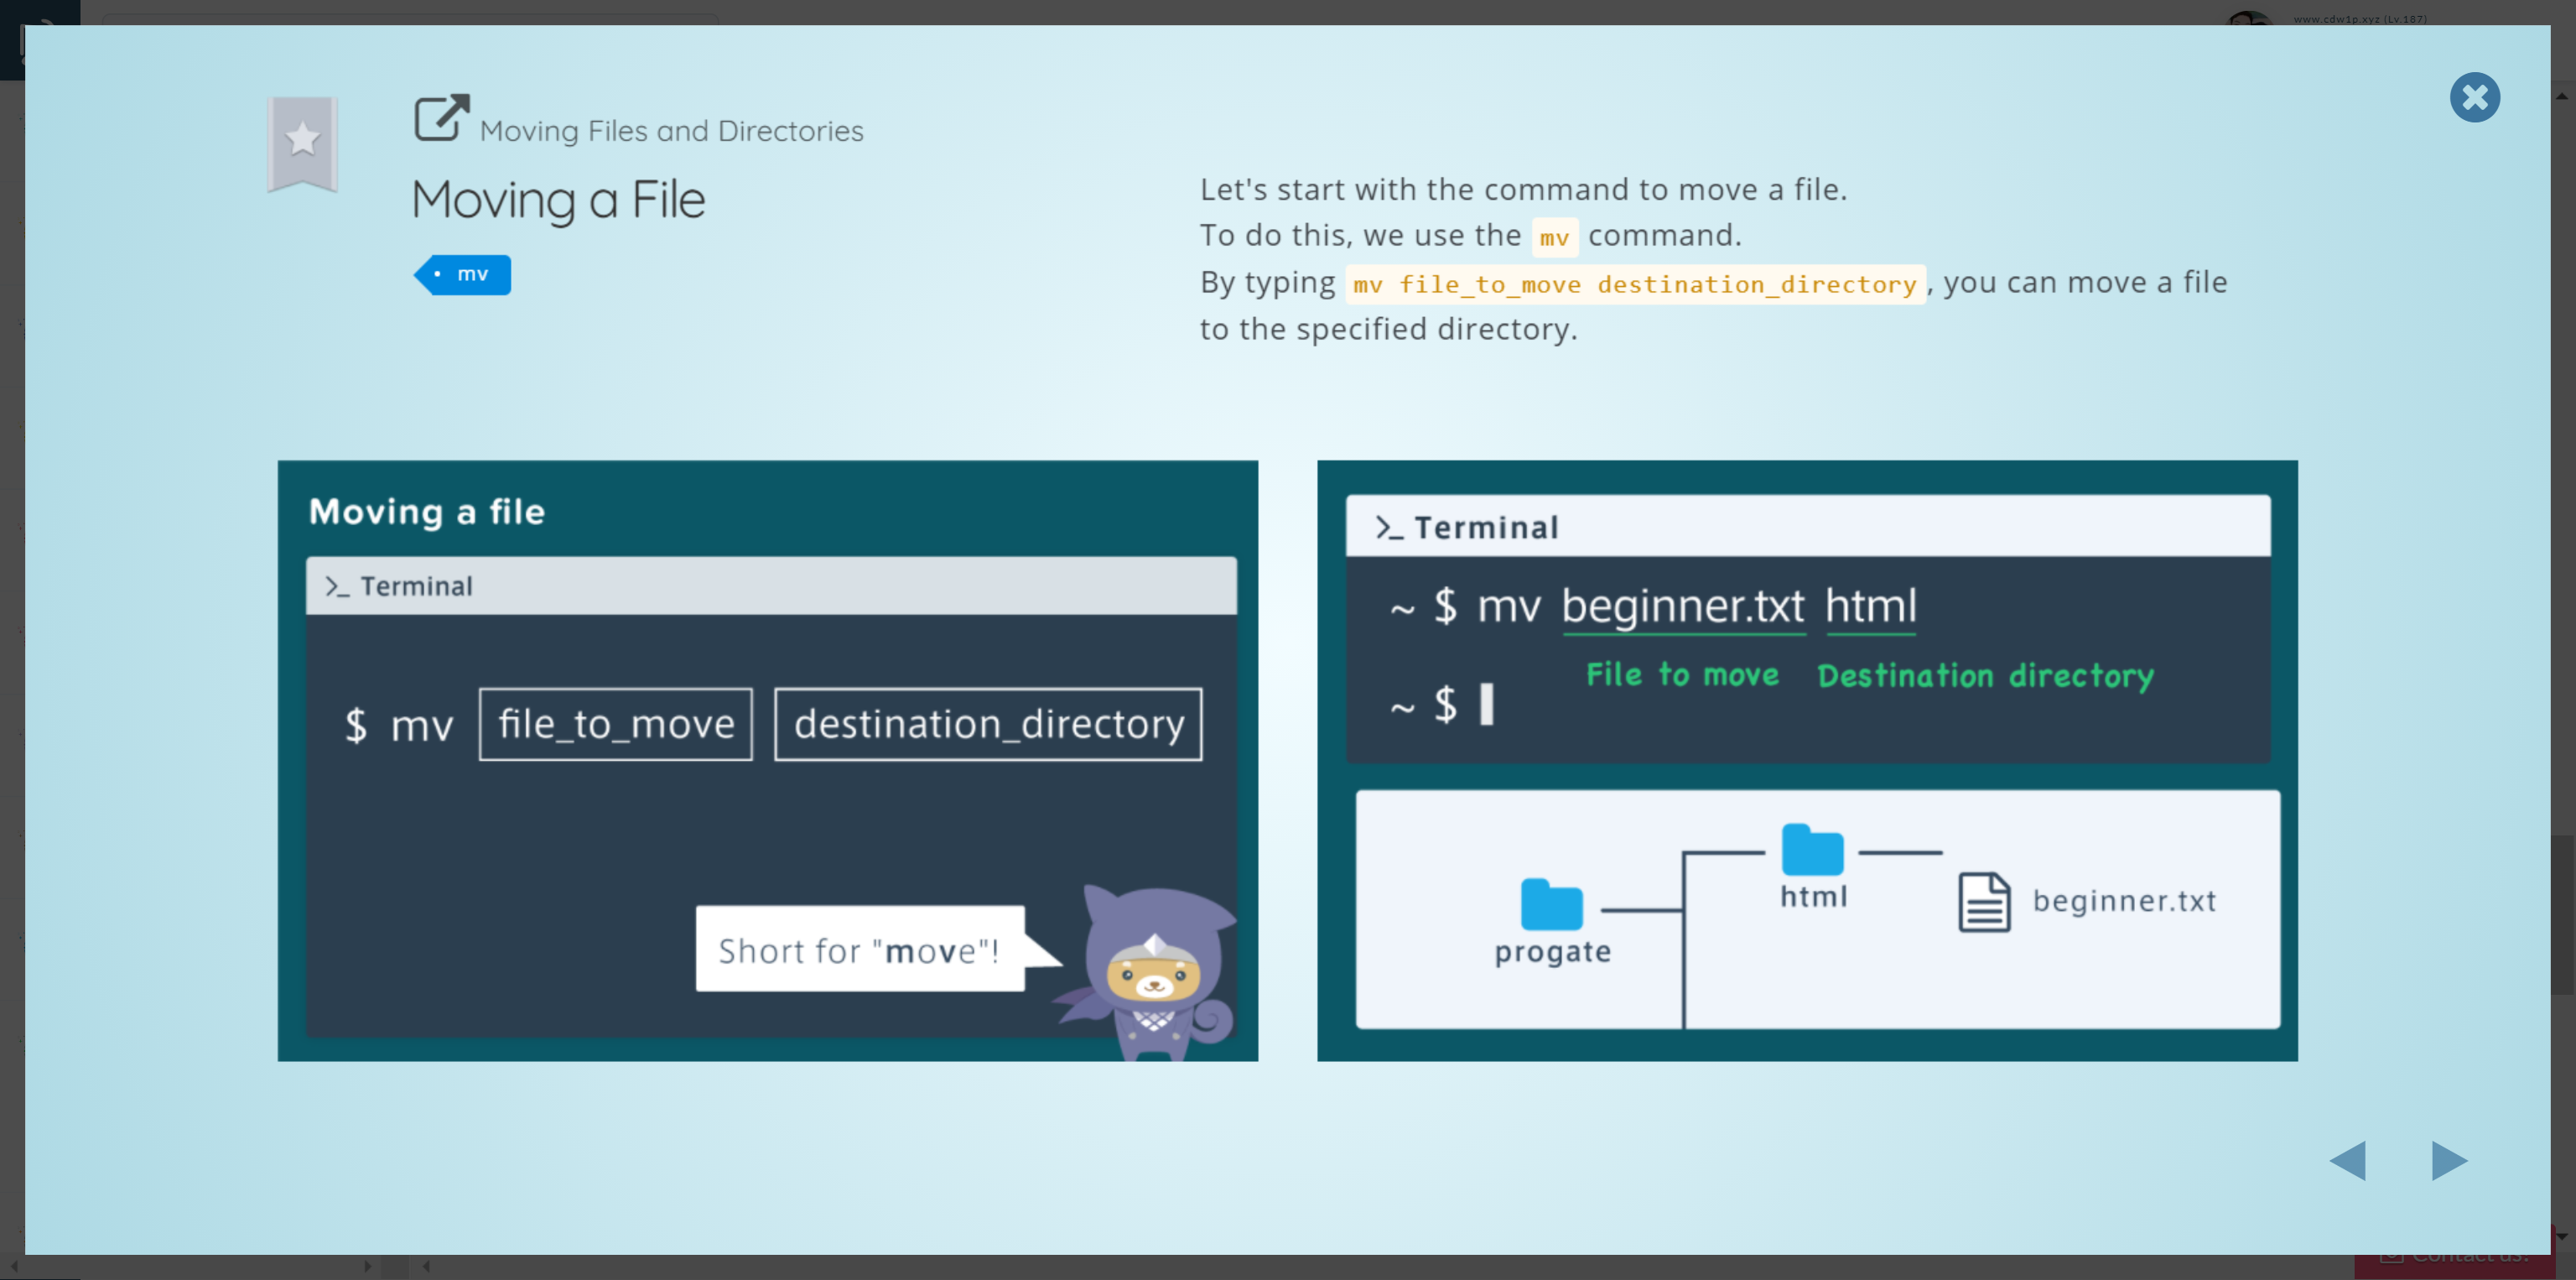 www.cdw1p.xyz (Lv.187)
Moving Files and Directories
Moving a File
mv
Let's start with the command to move a file.
To do this, we use the mv command.
By typing mv file_to_move destination_directory, you can move a file
to the specified directory.
Moving a file
>_ Terminal
$ mv file_to_move destination_directory
Short for "move"!
>_ Terminal
~ $ mv beginner.txt html
File to move Destination directory
~ $
html
beginner.txt
progate
Contact us!